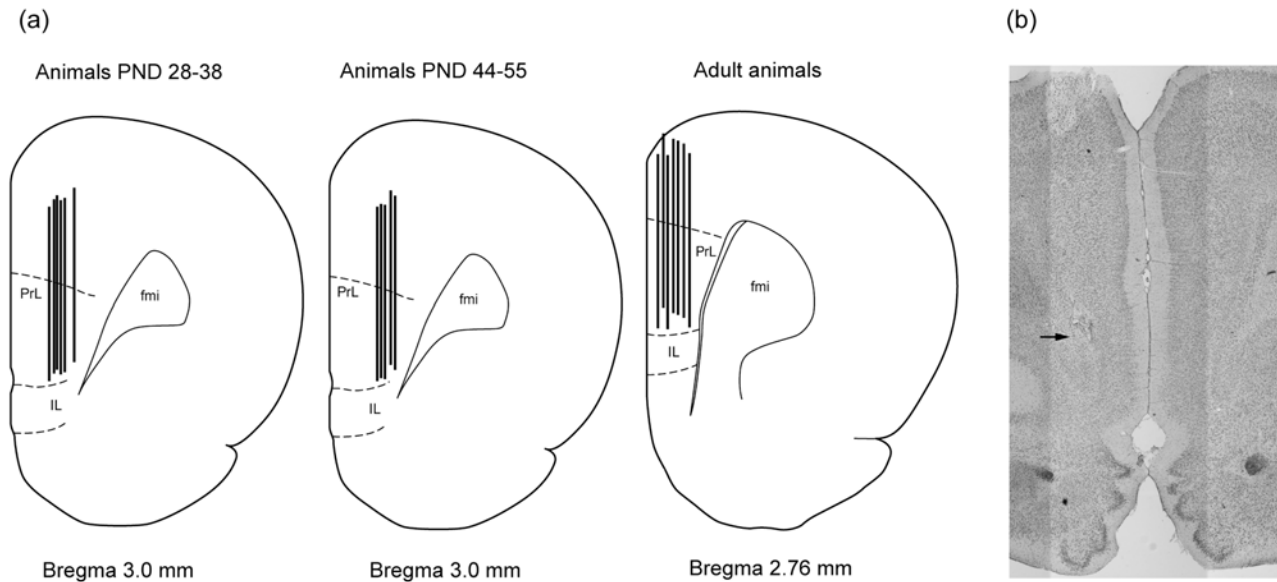 (a)
(b)
Animals PND 28-38
Animals PND 44-55
Adult animals
PrL
fmi
IL
PrL
fmi
IL
PrL
fmi
IL
Bregma 3.0 mm
Bregma 3.0 mm
Bregma 2.76 mm